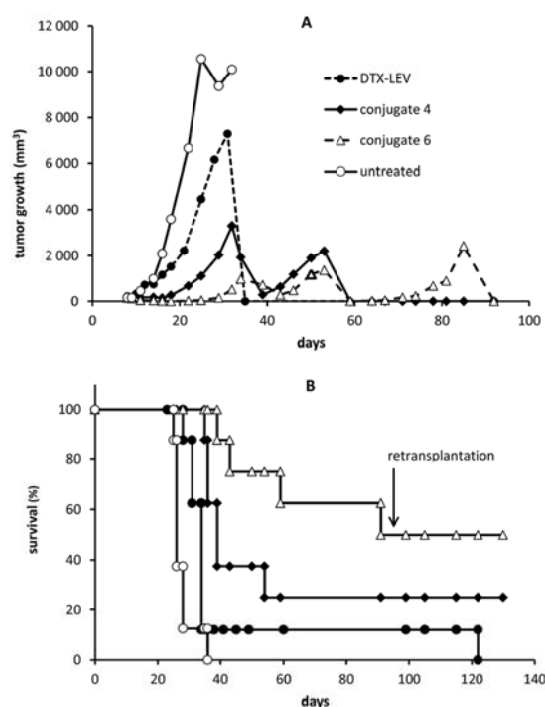 A
12 000
10 000
8 000
6 000
4 000
2 000
0
tumor growth (mm³)
DTX-LEV
conjugate 4
conjugate 6
untreated
0 20 40 60 80 100
days
B
100
80
60
40
20
0
survival (%)
retransplantation
0 20 40 60 80 100 120 140
days